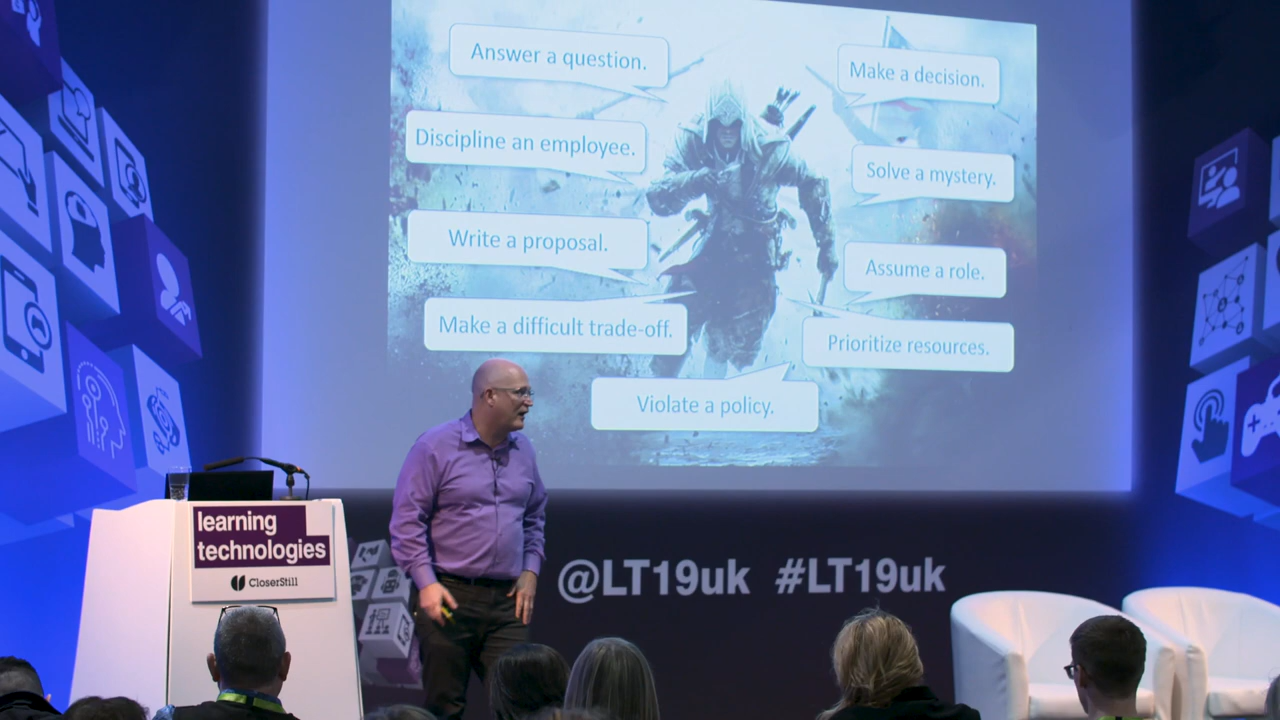 Answer a question.
Make a decision.
Discipline an employee.
Solve a mystery.
Write a proposal.
Assume a role.
Make a difficult trade-off.
Prioritize resources.
Violate a policy.
learning
technologies
CloserStill
@LT19uk #LT19uk